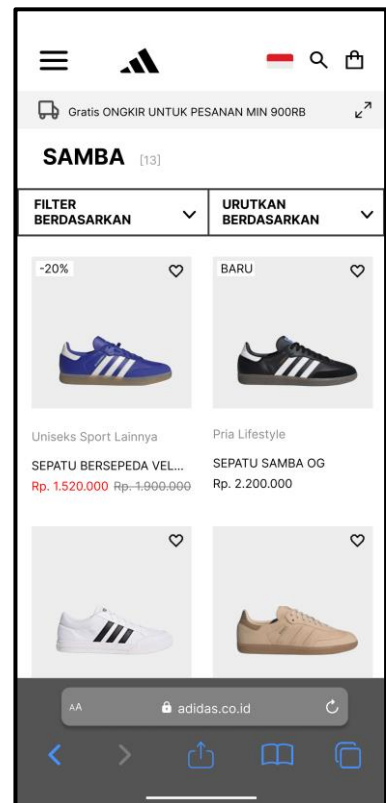 Gratis ONGKIR UNTUK PESANAN MIN 900RB
SAMBA [13]
FILTER
BERDASARKAN
URUTKAN
BERDASARKAN
-20%
BARU
Uniseks Sport Lainnya
Pria Lifestyle
SEPATU BERSEPEDA VEL...
SEPATU SAMBA OG
Rp. 1.520.000 Rp. 1.900.000
Rp. 2.200.000
AA
adidas.co.id